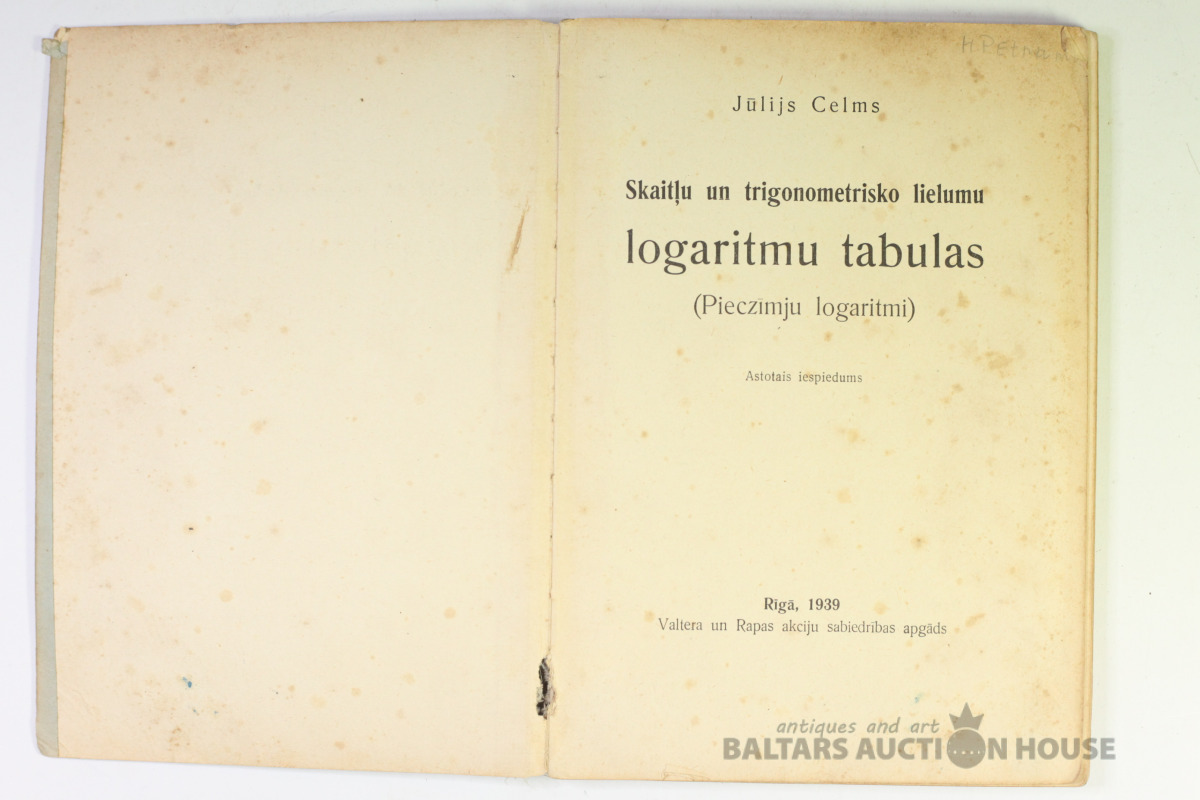 Jūlijs Celms
Skaitļu un trigonometrisko lielumu
logaritmu tabulas
(Pieczīmju logaritmi)
Astotais iespiedums
Rīgā, 1939
Valtera un Rapas akciju sabiedrības apgāds
antiques and art
BALTARS AUCTION HOUSE